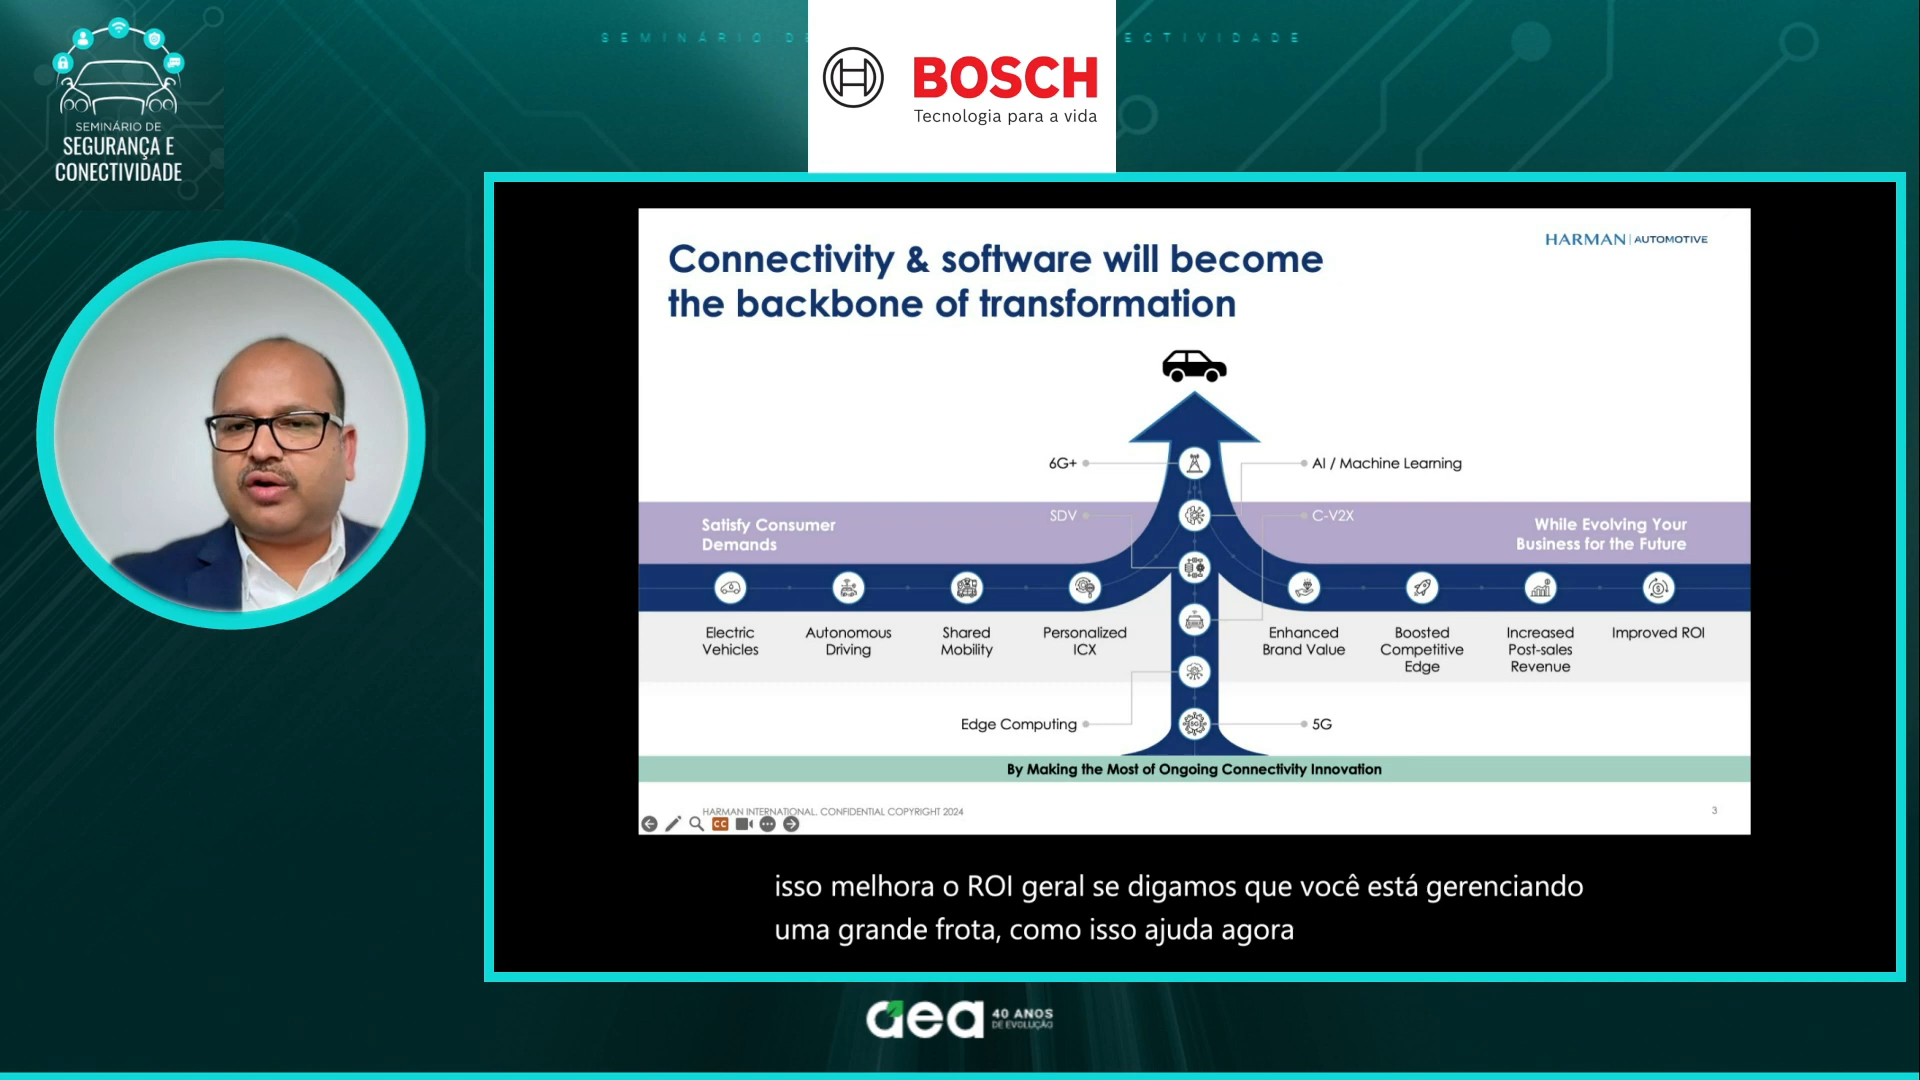 SEMINÁRIO DE
SEGURANÇA E
CONECTIVIDADE
SEMINÁRIO DE
ECTIVIDADE
BOSCH
Tecnologia para a vida
HARMAN | AUTOMOTIVE
Connectivity & software will become
the backbone of transformation
6G+
AI / Machine Learning
SDV
C-V2X
Satisfy Consumer
Demands
While Evolving Your
Business for the Future
Electric
Vehicles
Autonomous
Driving
Shared
Mobility
Personalized
ICX
Enhanced
Brand Value
Boosted
Competitive
Edge
Increased
Post-sales
Revenue
Improved ROI
Edge Computing
5G
By Making the Most of Ongoing Connectivity Innovation
HARMAN INTERNATIONAL. CONFIDENTIAL COPYRIGHT 2024
3
CC
isso melhora o ROI geral se digamos que você está gerenciando
uma grande frota, como isso ajuda agora
aea
40 ANOS
DE EVOLUÇÃO